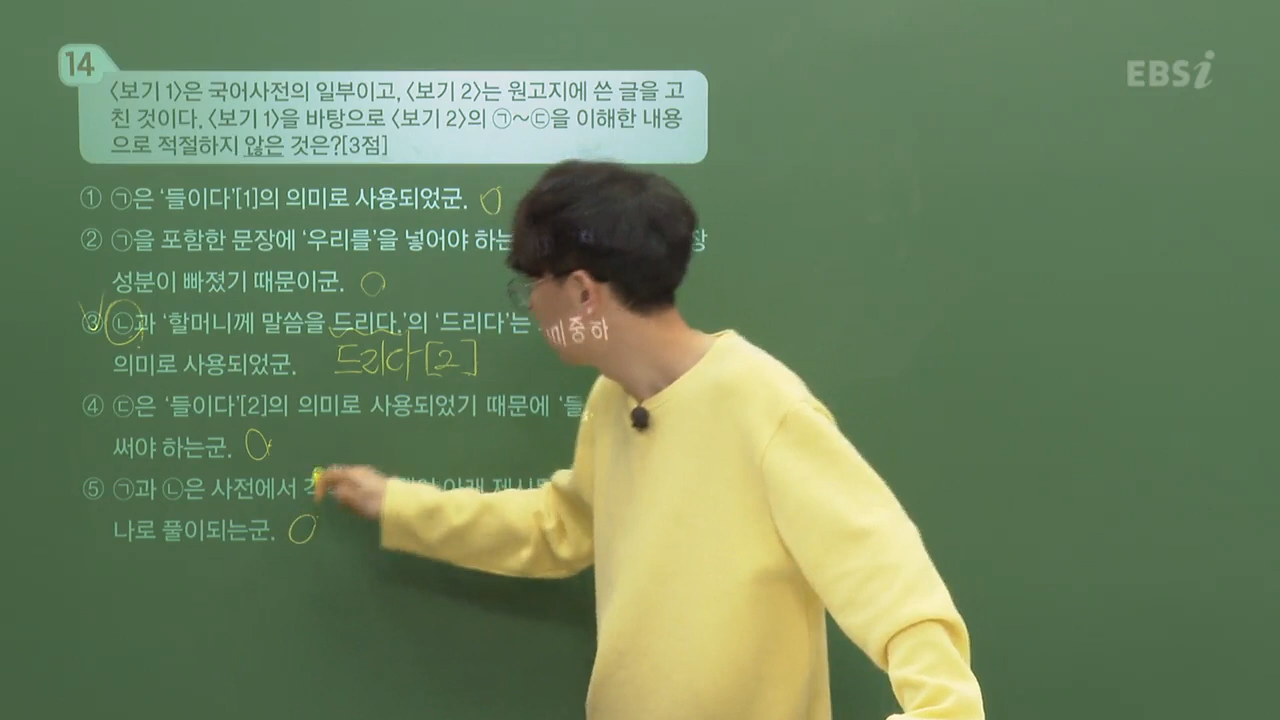 14
EBSi
〈보기 1〉은 국어사전의 일부이고, 〈보기 2〉는 원고지에 쓴 글을 고
친 것이다. 〈보기 1〉을 바탕으로 〈보기 2〉의 ㉠~㉢을 이해한 내용
으로 적절하지 않은 것은?[3점]
① ㉠은 ‘들이다’[1]의 의미로 사용되었군.
② ㉠을 포함한 문장에 ‘우리를’을 넣어야 하는
성분이 빠졌기 때문이군.
③ ㉡과 ‘할머니께 말씀을 드리다.’의 ‘드리다’는
의미로 사용되었군. 드리다[2]
④ ㉢은 ‘들이다’[2]의 의미로 사용되었기 때문에
써야 하는군.
⑤ ㉠과 ㉡은 사전에서 아래
나로 풀이되는군.